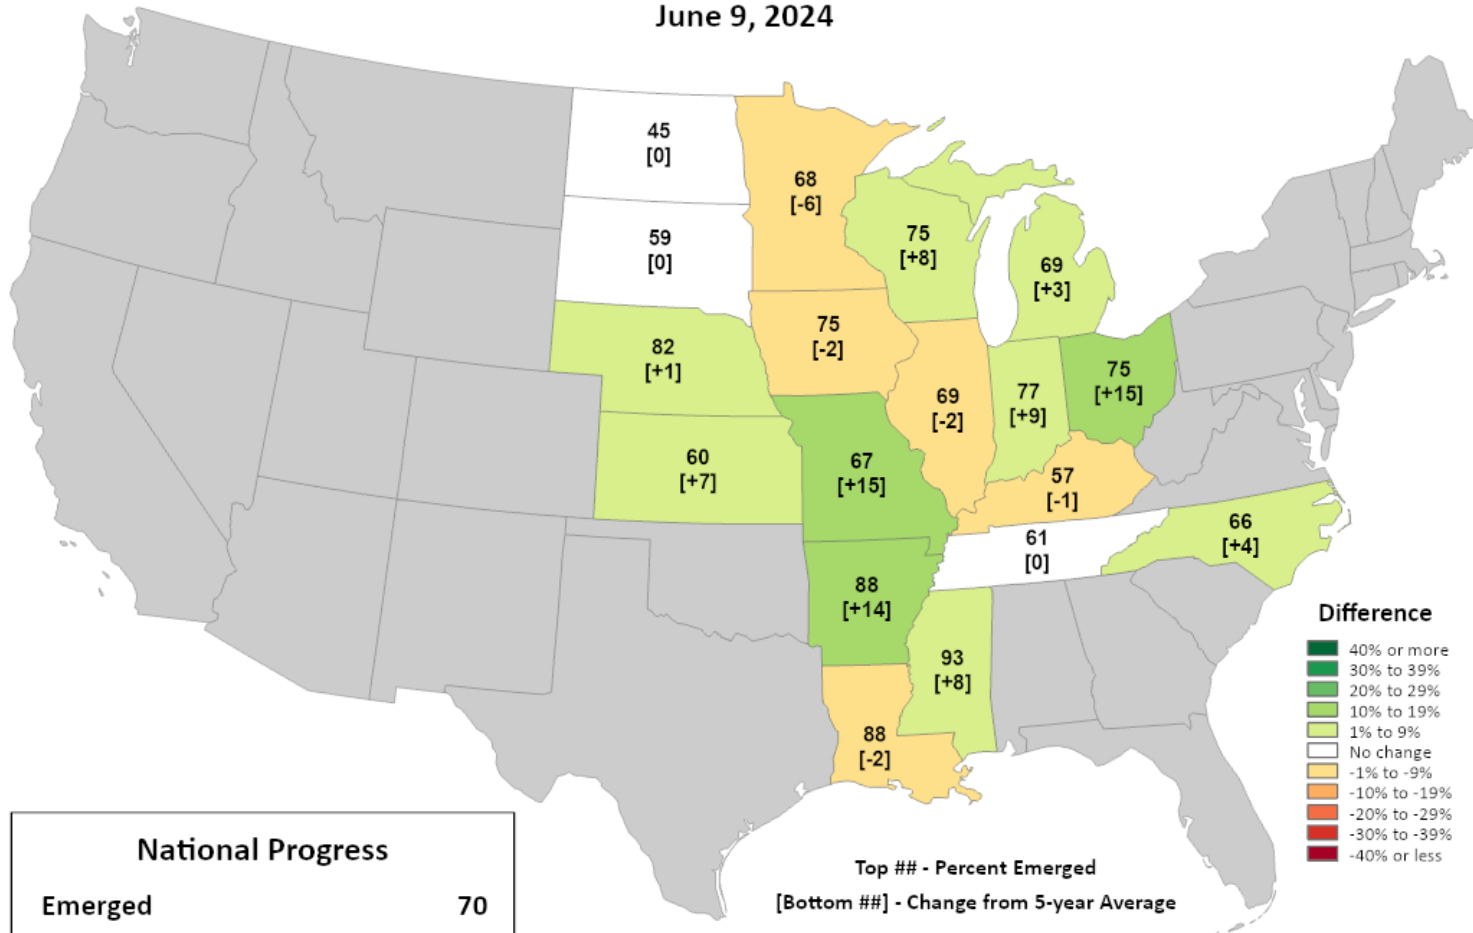 June 9, 2024
45
[0]
68
[-6]
59
[0]
75
[+8]
69
[+3]
82
[+1]
75
[-2]
69
[-2]
77
[+9]
75
[+15]
60
[+7]
67
[+15]
57
[-1]
61
[0]
66
[+4]
88
[+14]
93
[+8]
88
[-2]
Difference
40% or more
30% to 39%
20% to 29%
10% to 19%
1% to 9%
No change
-1% to -9%
-10% to -19%
-20% to -29%
-30% to -39%
-40% or less
National Progress
Emerged 70
Top ## - Percent Emerged
[Bottom ##] - Change from 5-year Average